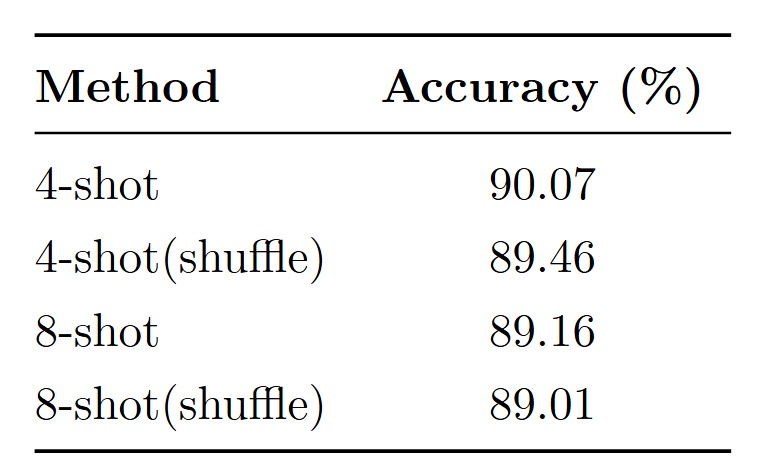 Method Accuracy (%)
4-shot 90.07
4-shot(shuffle) 89.46
8-shot 89.16
8-shot(shuffle) 89.01